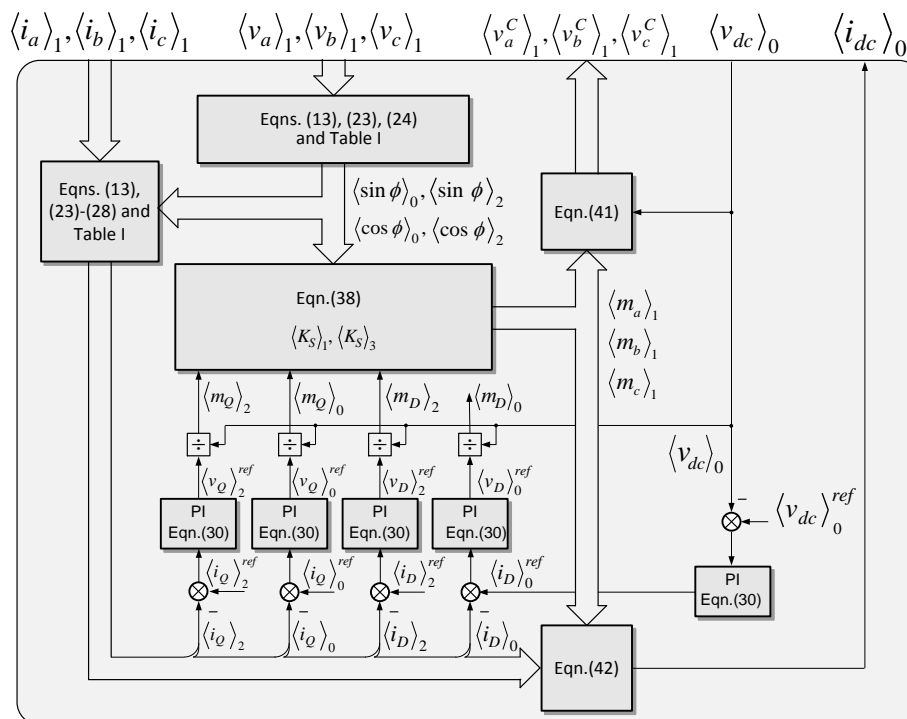 ⟨i_a⟩_1, ⟨i_b⟩_1, ⟨i_c⟩_1 ⟨v_a⟩_1, ⟨v_b⟩_1, ⟨v_c⟩_1 ⟨v_a^C⟩_1, ⟨v_b^C⟩_1, ⟨v_c^C⟩_1 ⟨v_dc⟩_0 ⟨i_dc⟩_0
Eqns. (13), (23), (24)
and Table I
Eqns. (13),
(23)-(28) and
Table I
⟨sin ϕ⟩_0, ⟨sin ϕ⟩_2
⟨cos ϕ⟩_0, ⟨cos ϕ⟩_2
Eqn.(41)
Eqn.(38)
⟨K_S⟩_1, ⟨K_S⟩_3
⟨m_a⟩_1
⟨m_b⟩_1
⟨m_c⟩_1
⟨m_Q⟩_2 ⟨m_Q⟩_0 ⟨m_D⟩_2 ⟨m_D⟩_0
÷ ÷ ÷ ÷
⟨v_dc⟩_0
⟨v_Q⟩_2^ref ⟨v_Q⟩_0^ref ⟨v_D⟩_2^ref ⟨v_D⟩_0^ref
PI
Eqn.(30)
PI
Eqn.(30)
PI
Eqn.(30)
PI
Eqn.(30)
− ⟨v_dc⟩_0^ref
⟨i_Q⟩_2^ref ⟨i_Q⟩_0^ref ⟨i_D⟩_2^ref ⟨i_D⟩_0^ref
PI
Eqn.(30)
− − − −
⟨i_Q⟩_2 ⟨i_Q⟩_0 ⟨i_D⟩_2 ⟨i_D⟩_0
Eqn.(42)